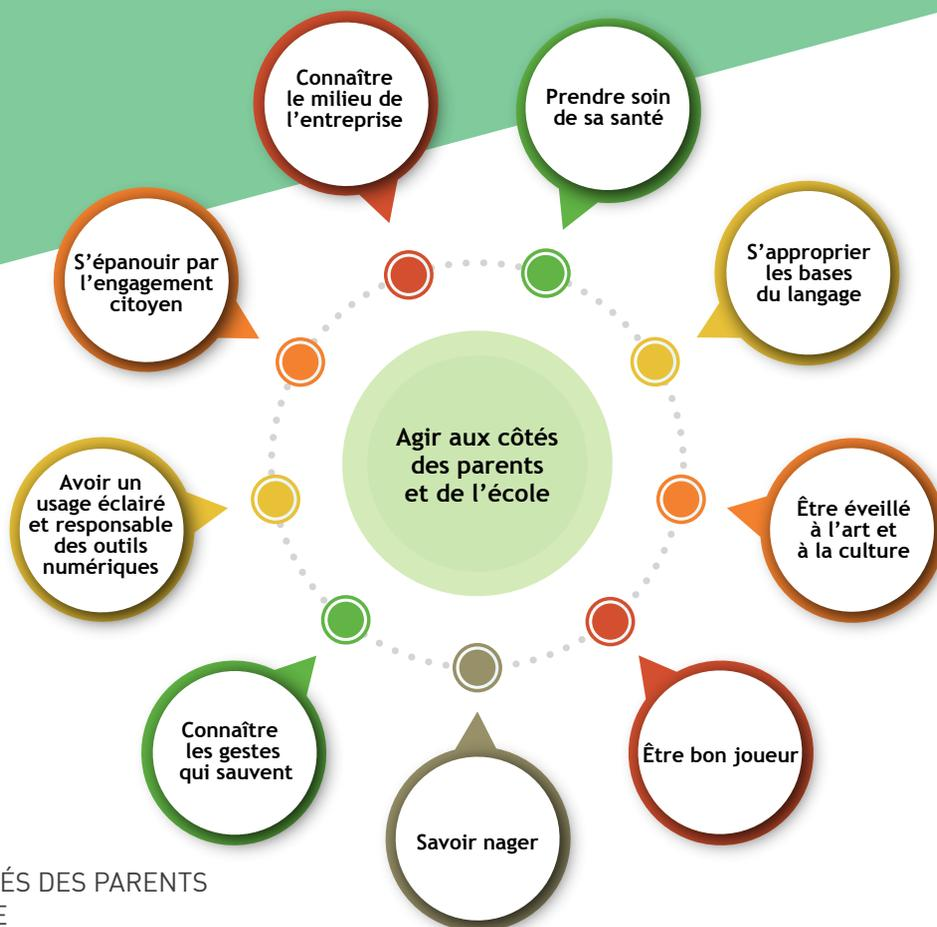 Connaître
le milieu de
l’entreprise
Prendre soin
de sa santé
S’épanouir par
l’engagement
citoyen
S’approprier
les bases
du langage
Agir aux côtés
des parents
et de l’école
Avoir un
usage éclairé
et responsable
des outils
numériques
Être éveillé
à l’art et
à la culture
Connaître
les gestes
qui sauvent
Être bon joueur
Savoir nager
ÉS DES PARENTS
E